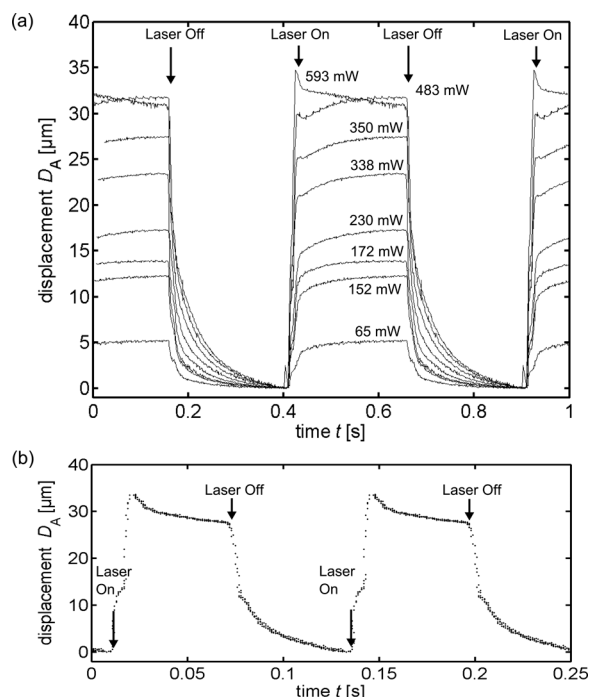 (a)
Laser Off
Laser On
Laser Off
Laser On
40
35
30
25
20
15
10
5
0
displacement D_A [µm]
593 mW
483 mW
350 mW
338 mW
230 mW
172 mW
152 mW
65 mW
0 0.2 0.4 0.6 0.8 1
time t [s]
(b)
40
30
20
10
0
displacement D_A [µm]
Laser Off
Laser Off
Laser
On
Laser
On
0 0.05 0.1 0.15 0.2 0.25
time t [s]